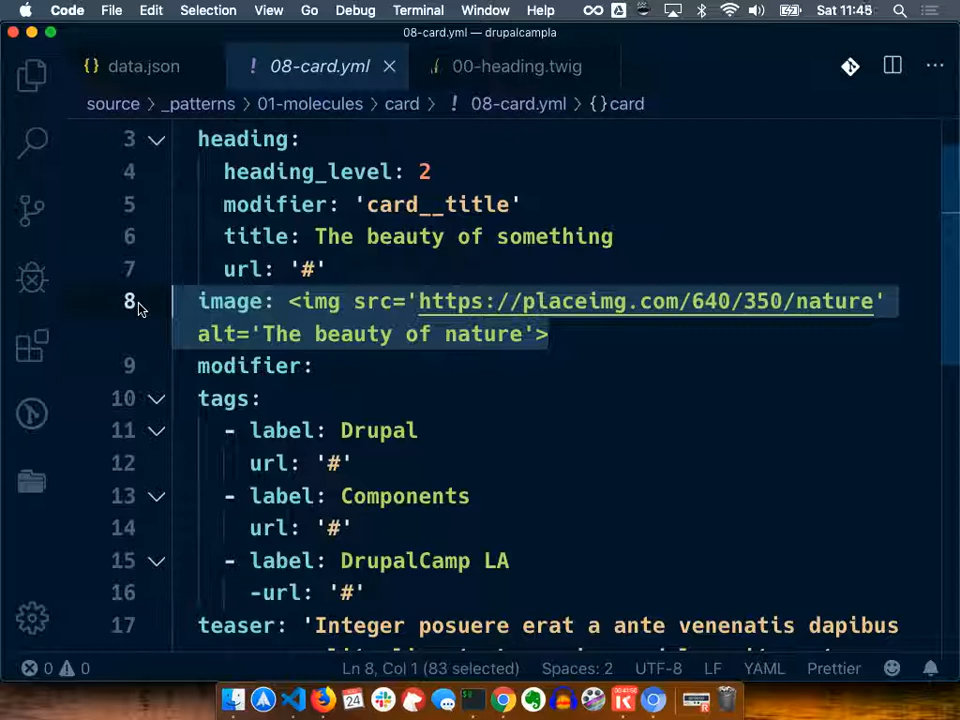 Code File Edit Selection View Go Debug Terminal Window Help Sat 11:45
08-card.yml — drupalcampla
{} data.json ! 08-card.yml 00-heading.twig
source > _patterns > 01-molecules > card > ! 08-card.yml > {} card
3 heading:
4 heading_level: 2
5 modifier: 'card__title'
6 title: The beauty of something
7 url: '#'
8 image: <img src='https://placeimg.com/640/350/nature'
alt='The beauty of nature'>
9 modifier:
10 tags:
11 - label: Drupal
12 url: '#'
13 - label: Components
14 url: '#'
15 - label: DrupalCamp LA
16 -url: '#'
17 teaser: 'Integer posuere erat a ante venenatis dapibus
0 0 Ln 8, Col 1 (83 selected) Spaces: 2 UTF-8 LF YAML Prettier
24